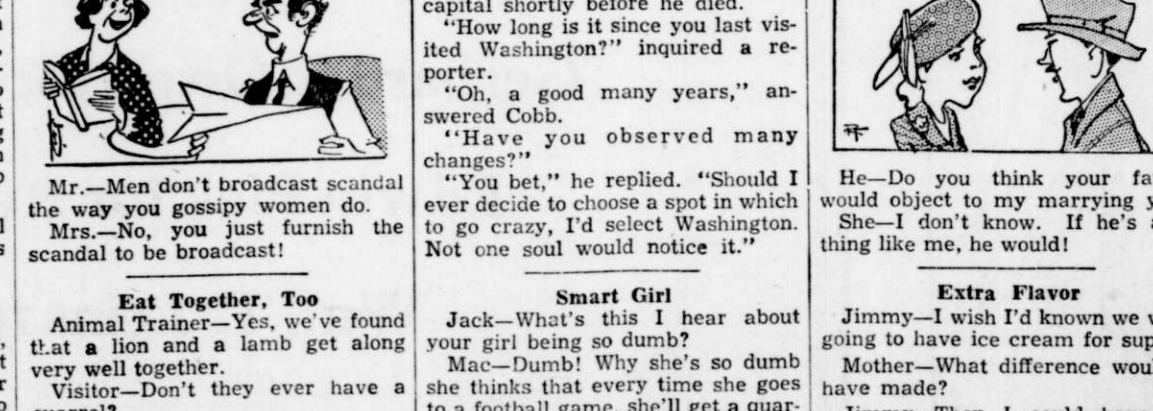 Mr.—Men don't broadcast scandal
the way you gossipy women do.
Mrs.—No, you just furnish the
scandal to be broadcast!
Eat Together, Too
Animal Trainer—Yes, we've found
that a lion and a lamb get along
very well together.
Visitor—Don't they ever have a
capital shortly before he died.
"How long is it since you last vis-
ited Washington?" inquired a re-
porter.
"Oh, a good many years," an-
swered Cobb.
"Have you observed many
changes?"
"You bet," he replied. "Should I
ever decide to choose a spot in which
to go crazy, I'd select Washington.
Not one soul would notice it."
Smart Girl
Jack—What's this I hear about
your girl being so dumb?
Mac—Dumb! Why she's so dumb
she thinks that every time she goes
to a football game, she'll get a quar-
He—Do you think your fa
would object to my marrying y
She—I don't know. If he's a
thing like me, he would!
Extra Flavor
Jimmy—I wish I'd known we w
going to have ice cream for sup
Mother—What difference wou
have made?